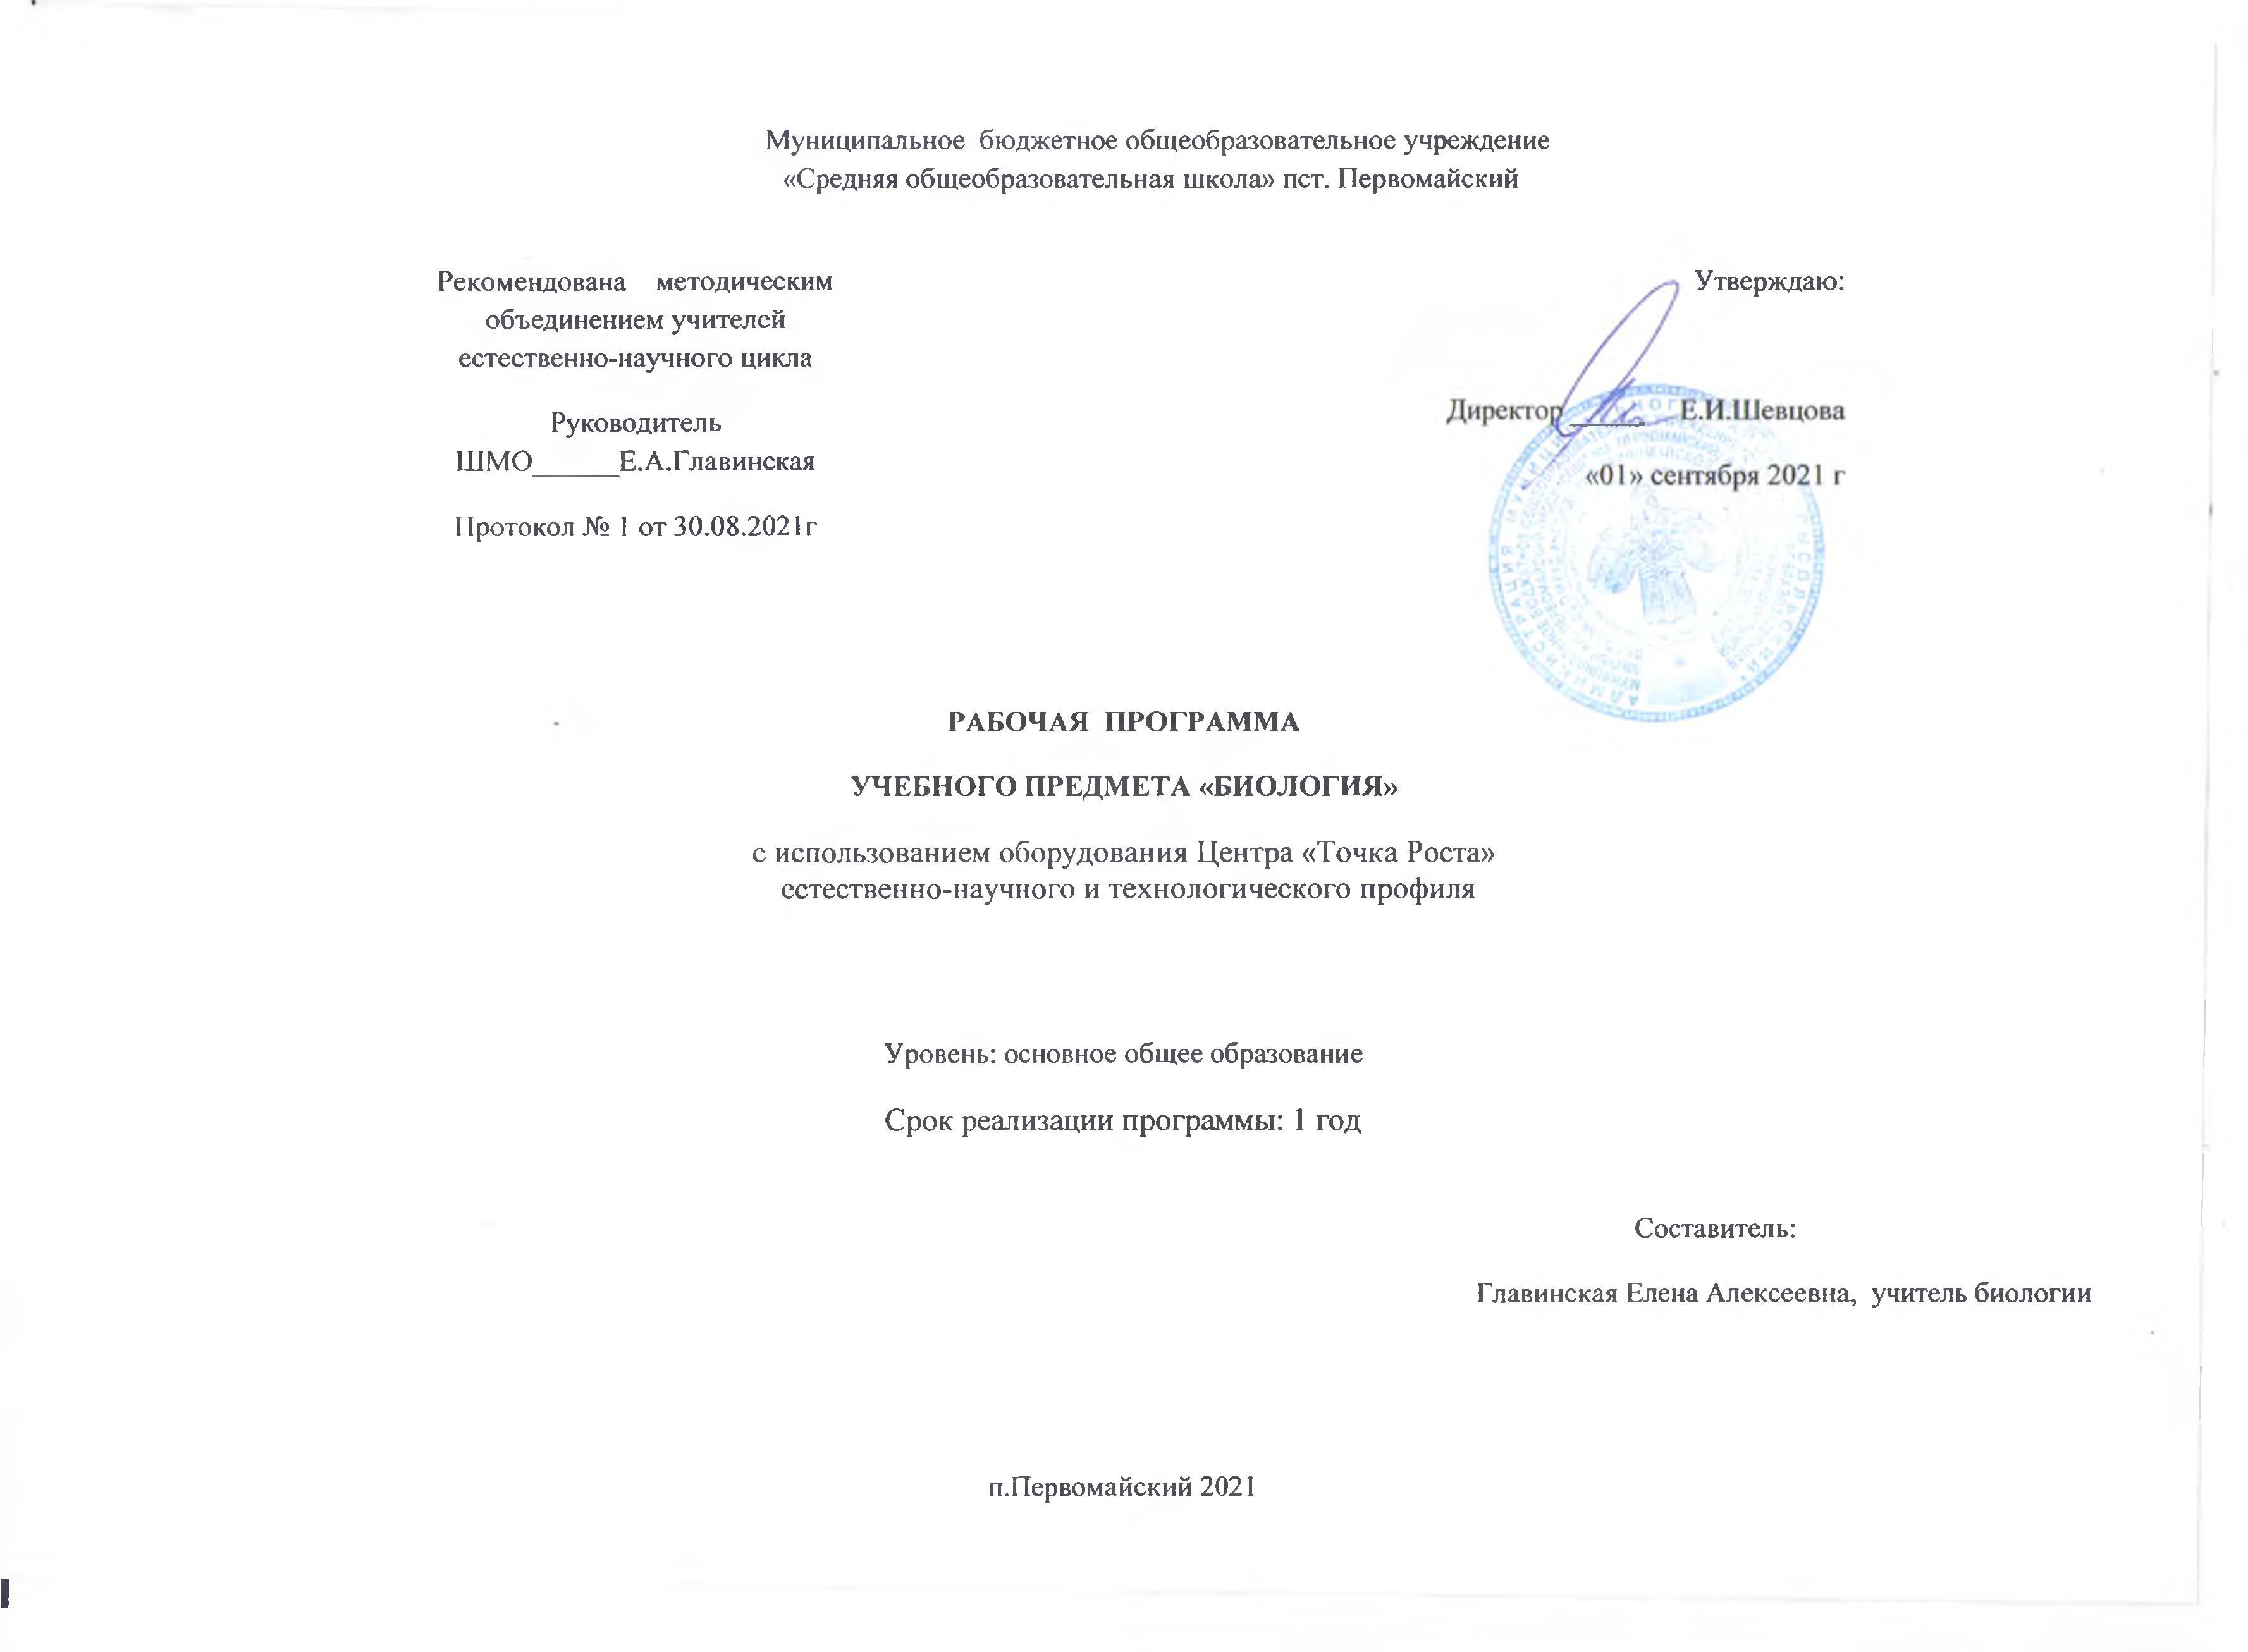 Муниципальное бюджетное общеобразовательное учреждение
«Средняя общеобразовательная школа» пст. Первомайский
Рекомендована методическим
объединением учителей
естественно-научного цикла
Руководитель
ШМО______Е.А.Главинская
Протокол № 1 от 30.08.2021г
Утверждаю:
Директор _____ Е.И.Шевцова
«01» сентября 2021 г
РАБОЧАЯ ПРОГРАММА
УЧЕБНОГО ПРЕДМЕТА «БИОЛОГИЯ»
с использованием оборудования Центра «Точка Роста»
естественно-научного и технологического профиля
Уровень: основное общее образование
Срок реализации программы: 1 год
Составитель:
Главинская Елена Алексеевна, учитель биологии
п.Первомайский 2021